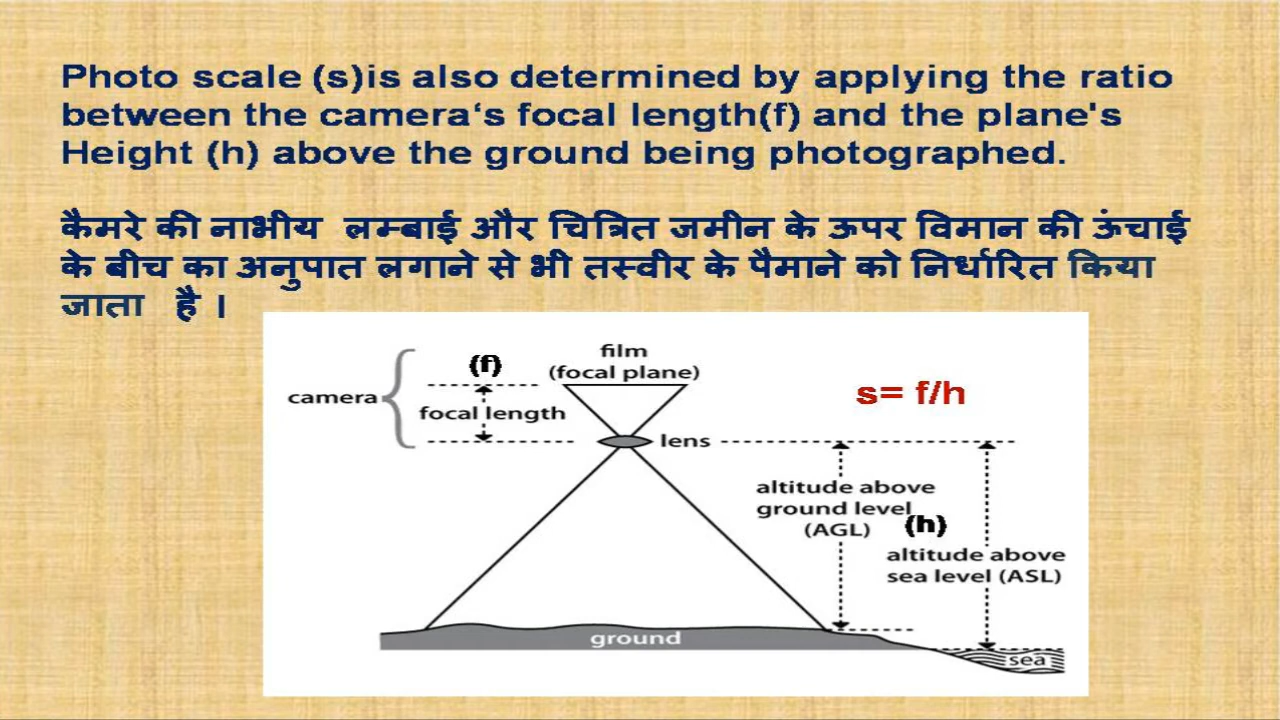 Photo scale (s)is also determined by applying the ratio
between the camera‘s focal length(f) and the plane's
Height (h) above the ground being photographed.
कैमरे की नाभीय लम्बाई और चित्रित जमीन के ऊपर विमान की ऊंचाई
के बीच का अनुपात लगाने से भी तस्वीर के पैमाने को निर्धारित किया
जाता है ।
(f)
film
(focal plane)
s= f/h
camera
focal length
lens
altitude above
ground level
(AGL)
(h)
altitude above
sea level (ASL)
ground
sea